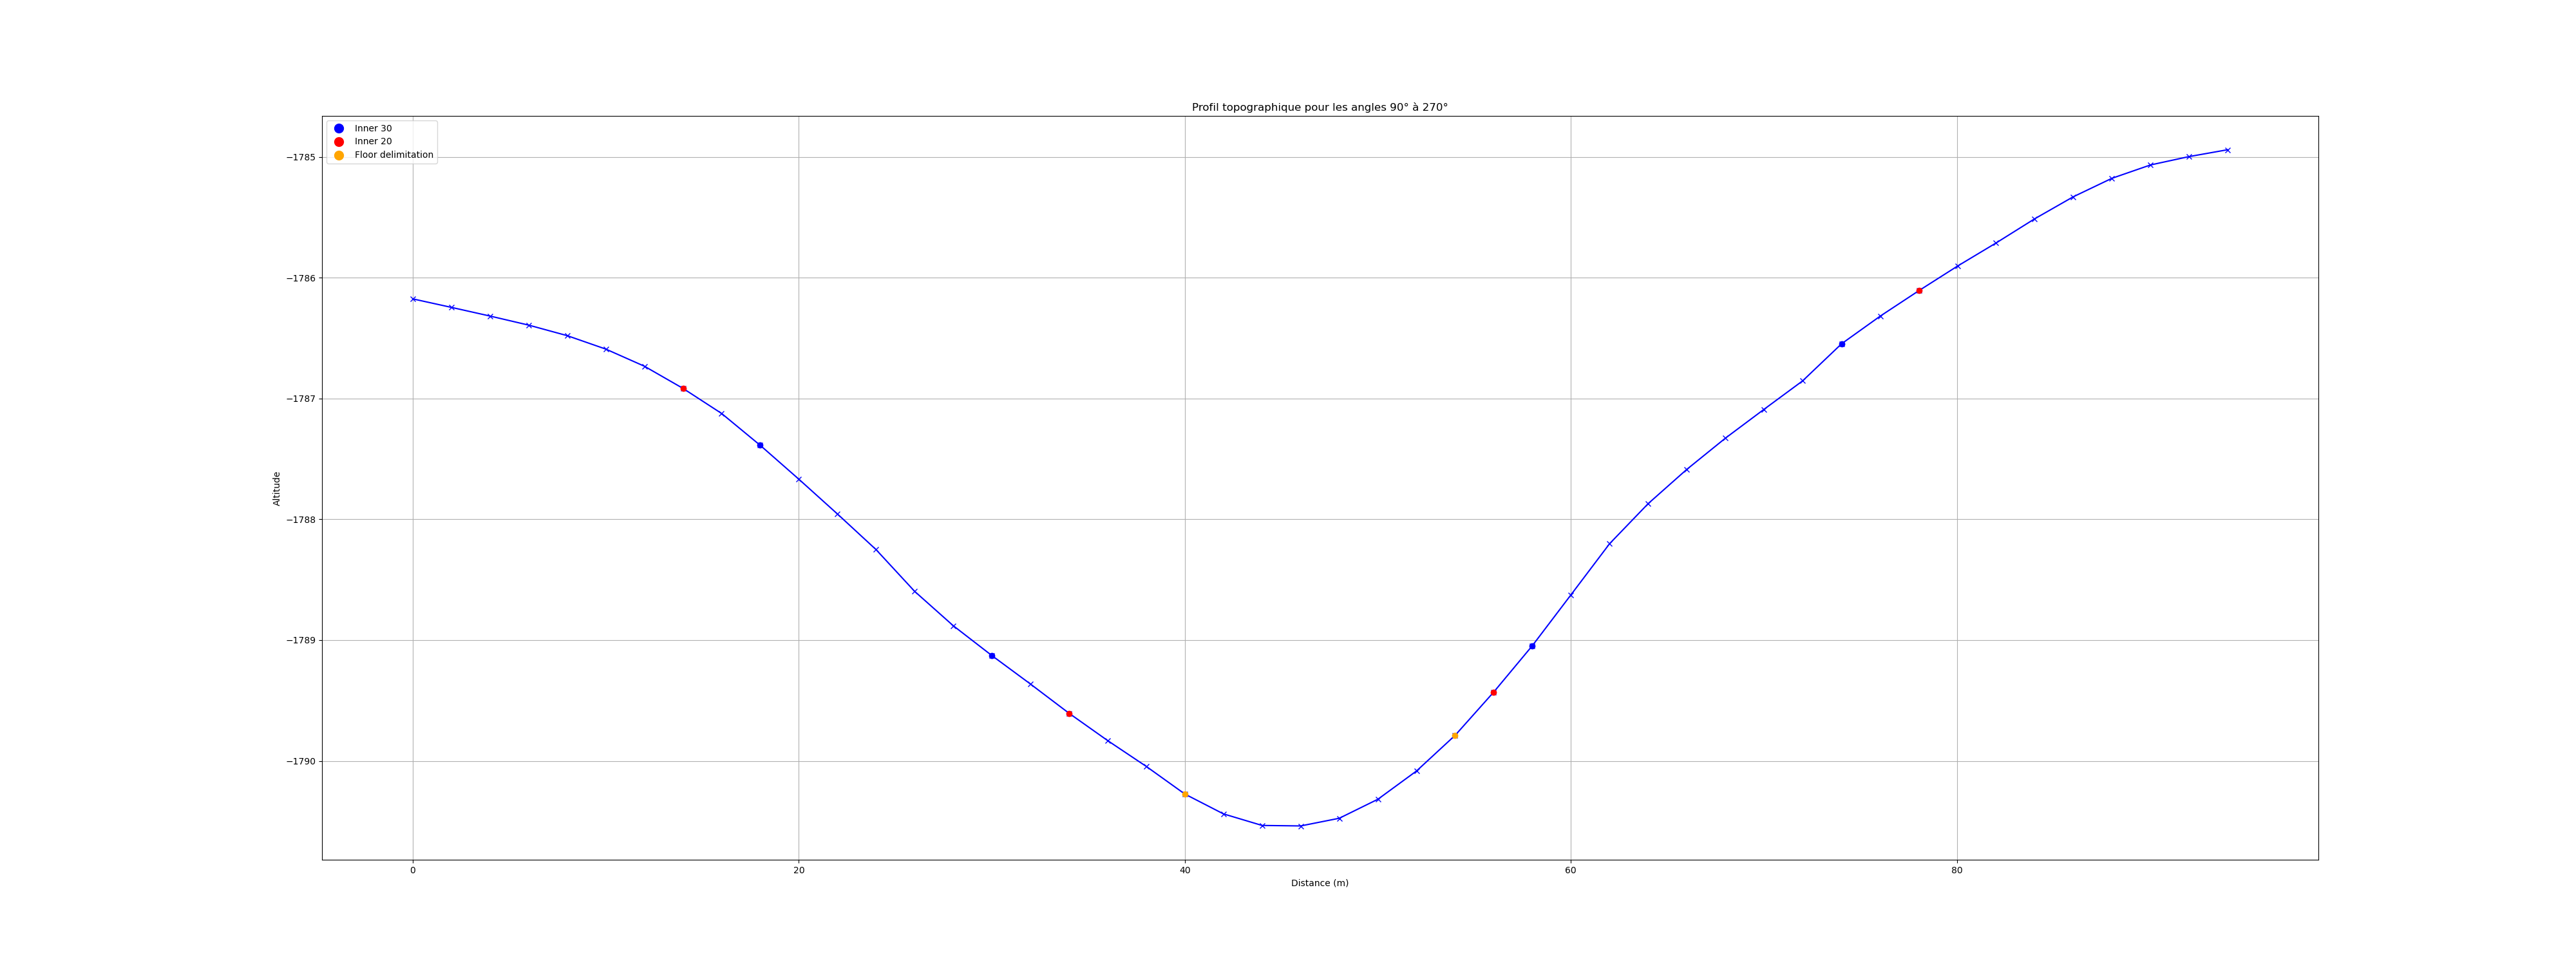 Profil topographique pour les angles 90° à 270°
Inner 30
Inner 20
Floor delimitation
−1785
−1786
−1787
−1788
−1789
−1790
Altitude
0
20
40
60
80
Distance (m)